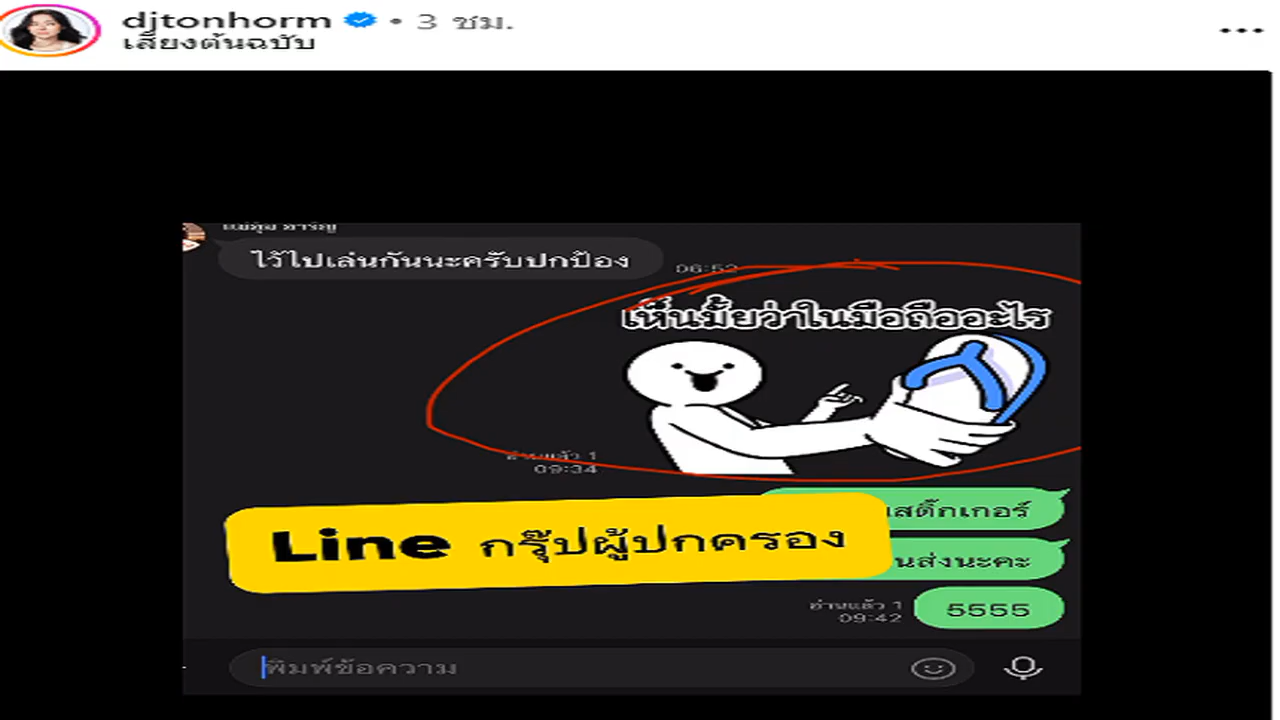 djtonhorm • 3 ชม.
เสียงต้นฉบับ
ไว้ไปเล่นกันนะครับปกป้อง
06:52
เห็นมั้ยว่าในมือถืออะไร
อ่านแล้ว 1
09:34
สติ๊กเกอร์
Line กรุ๊ปผู้ปกครอง
นส่งนะคะ
อ่านแล้ว 1
09:42
5555
พิมพ์ข้อความ